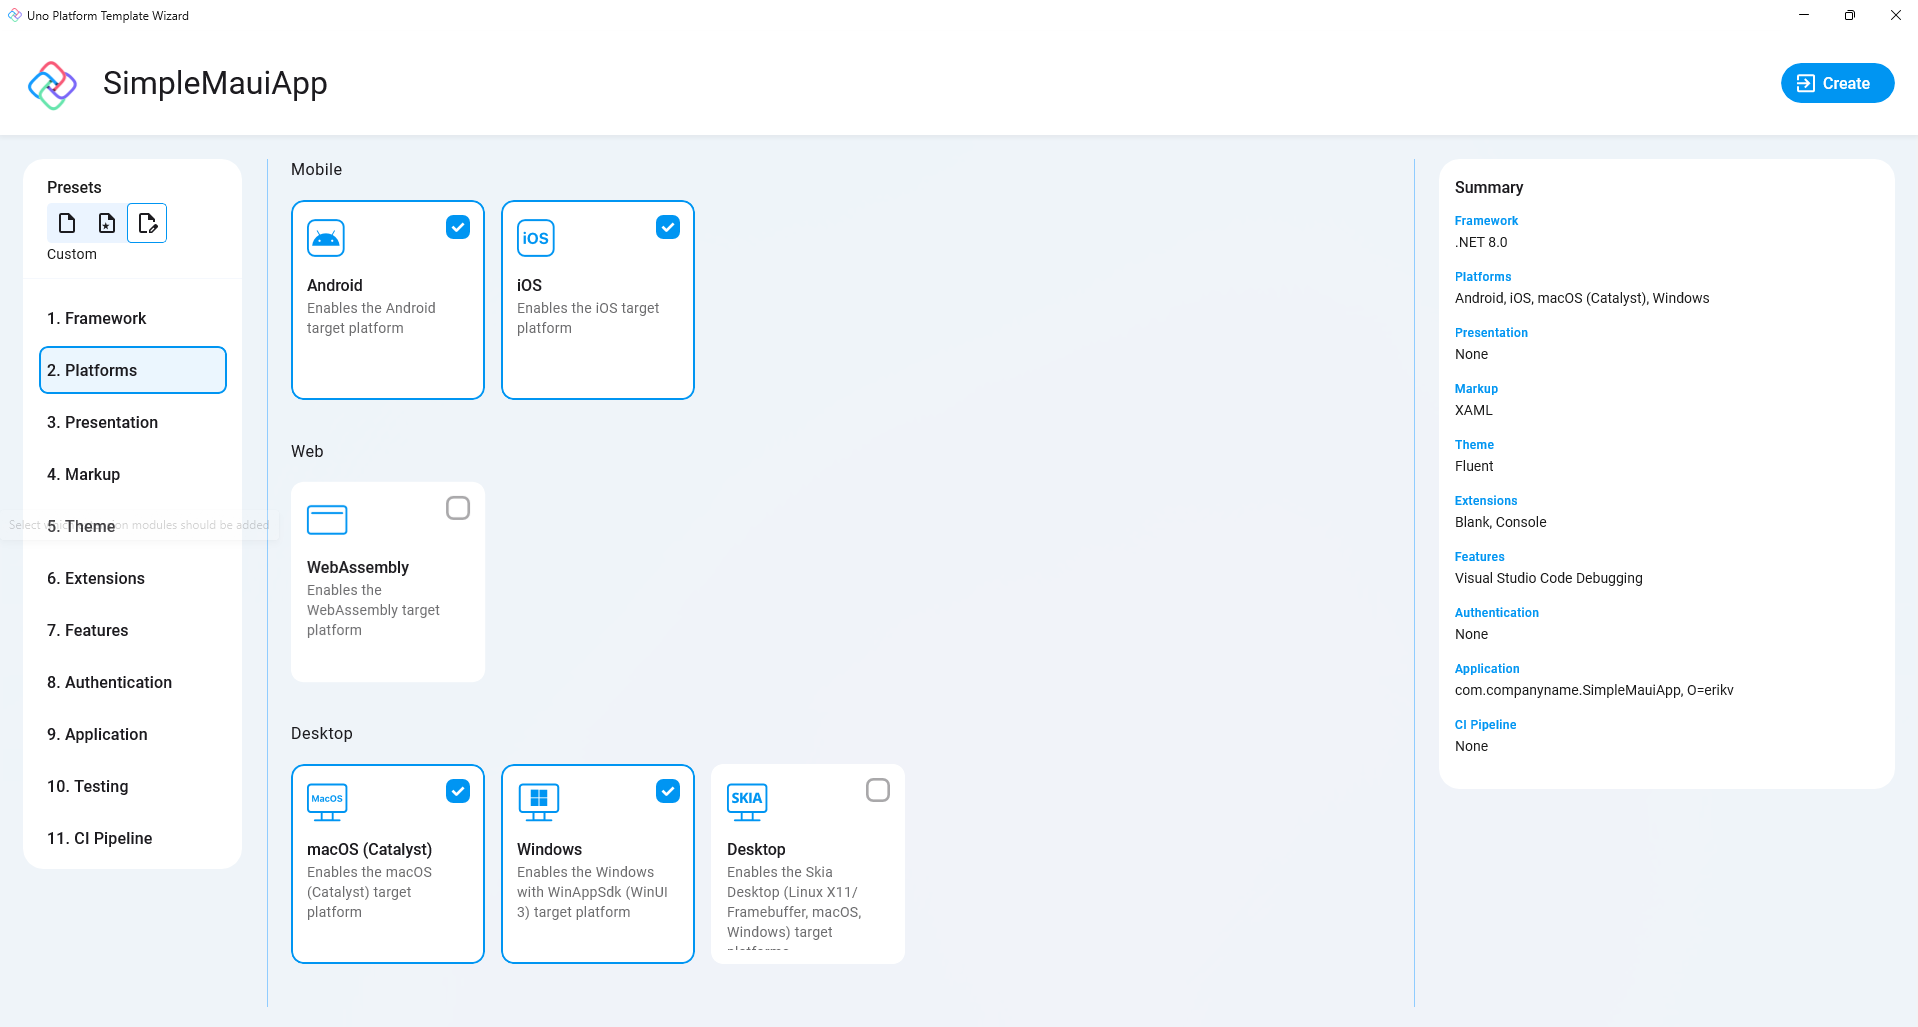 Uno Platform Template Wizard
SimpleMauiApp
Create
Presets
Custom
1. Framework
2. Platforms
3. Presentation
4. Markup
5. Theme
Select which extension modules should be added
6. Extensions
7. Features
8. Authentication
9. Application
10. Testing
11. CI Pipeline
Mobile
Android
Enables the Android
target platform
iOS
iOS
Enables the iOS target
platform
Web
WebAssembly
Enables the
WebAssembly target
platform
Desktop
MacOS
macOS (Catalyst)
Enables the macOS
(Catalyst) target
platform
Windows
Enables the Windows
with WinAppSdk (WinUI
3) target platform
SKIA
Desktop
Enables the Skia
Desktop (Linux X11/
Framebuffer, macOS,
Windows) target
platforms
Summary
Framework
.NET 8.0
Platforms
Android, iOS, macOS (Catalyst), Windows
Presentation
None
Markup
XAML
Theme
Fluent
Extensions
Blank, Console
Features
Visual Studio Code Debugging
Authentication
None
Application
com.companyname.SimpleMauiApp, O=erikv
CI Pipeline
None